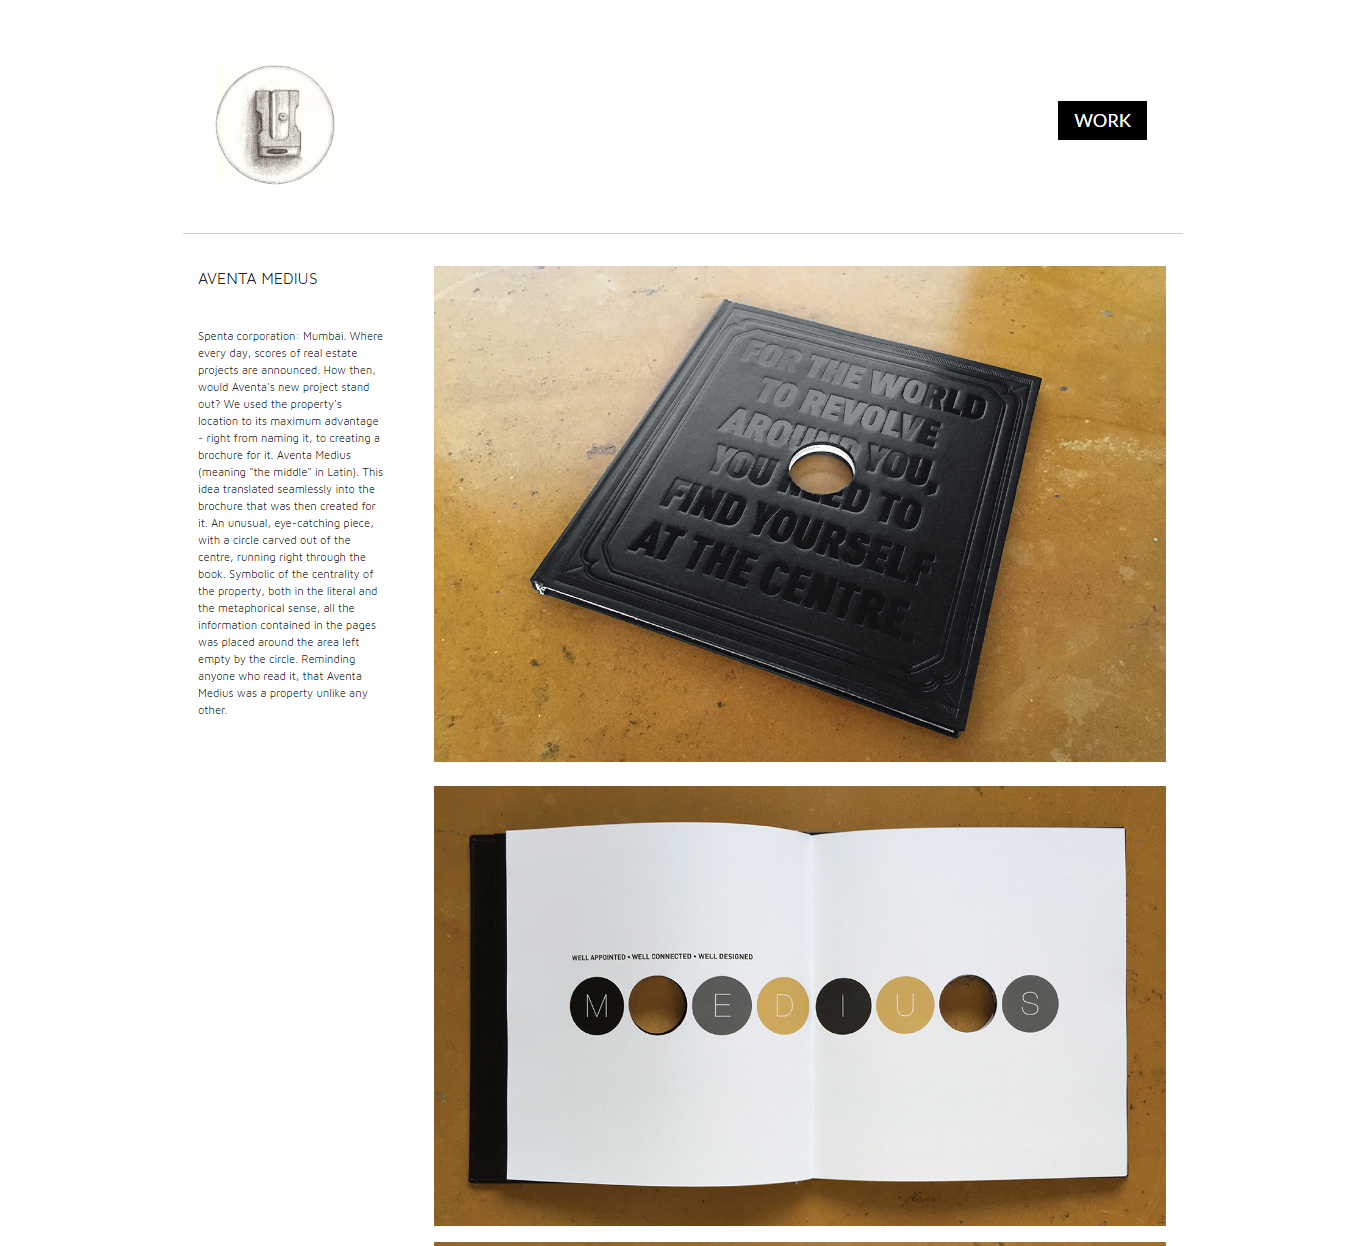 WORK
AVENTA MEDIUS
Spenta corporation: Mumbai. Where
every day, scores of real estate
projects are announced. How then,
would Aventa's new project stand
out? We used the property's
location to its maximum advantage
- right from naming it, to creating a
brochure for it. Aventa Medius
(meaning "the middle" in Latin). This
idea translated seamlessly into the
brochure that was then created for
it. An unusual, eye-catching piece,
with a circle carved out of the
centre, running right through the
book. Symbolic of the centrality of
the property, both in the literal and
the metaphorical sense, all the
information contained in the pages
was placed around the area left
empty by the circle. Reminding
anyone who read it, that Aventa
Medius was a property unlike any
other.
FOR THE WORLD
TO REVOLVE
AROUND YOU,
YOU NEED TO
FIND YOURSELF
AT THE CENTRE
WELL APPOINTED • WELL CONNECTED • WELL DESIGNED
M E D I U S